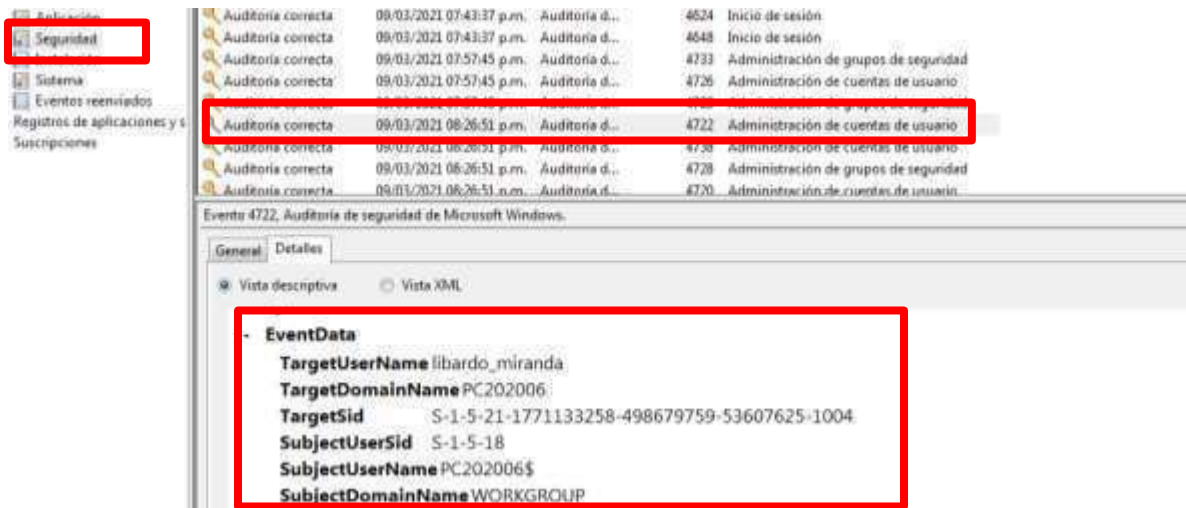 Aplicación
Seguridad
Sistema
Eventos reenviados
Registros de aplicaciones y s
Suscripciones
Auditoría correcta 09/03/2021 07:43:37 p.m. Auditoría d... 4624 Inicio de sesión
Auditoría correcta 09/03/2021 07:43:37 p.m. Auditoría d... 4648 Inicio de sesión
Auditoría correcta 09/03/2021 07:57:45 p.m. Auditoría d... 4733 Administración de grupos de seguridad
Auditoría correcta 09/03/2021 07:57:45 p.m. Auditoría d... 4726 Administración de cuentas de usuario
Auditoría correcta 09/03/2021 08:26:51 p.m. Auditoría d... 4722 Administración de cuentas de usuario
Auditoría correcta 09/03/2021 08:26:51 p.m. Auditoría d... 4738 Administración de cuentas de usuario
Auditoría correcta 09/03/2021 08:26:51 p.m. Auditoría d... 4728 Administración de grupos de seguridad
Auditoría correcta 09/03/2021 08:26:51 p.m. Auditoría d... 4720 Administración de cuentas de usuario
Evento 4722, Auditoría de seguridad de Microsoft Windows.
General Detalles
Vista descriptiva Vista XML
- EventData
TargetUserName libardo_miranda
TargetDomainName PC202006
TargetSid S-1-5-21-1771133258-498679759-53607625-1004
SubjectUserSid S-1-5-18
SubjectUserName PC202006$
SubjectDomainName WORKGROUP